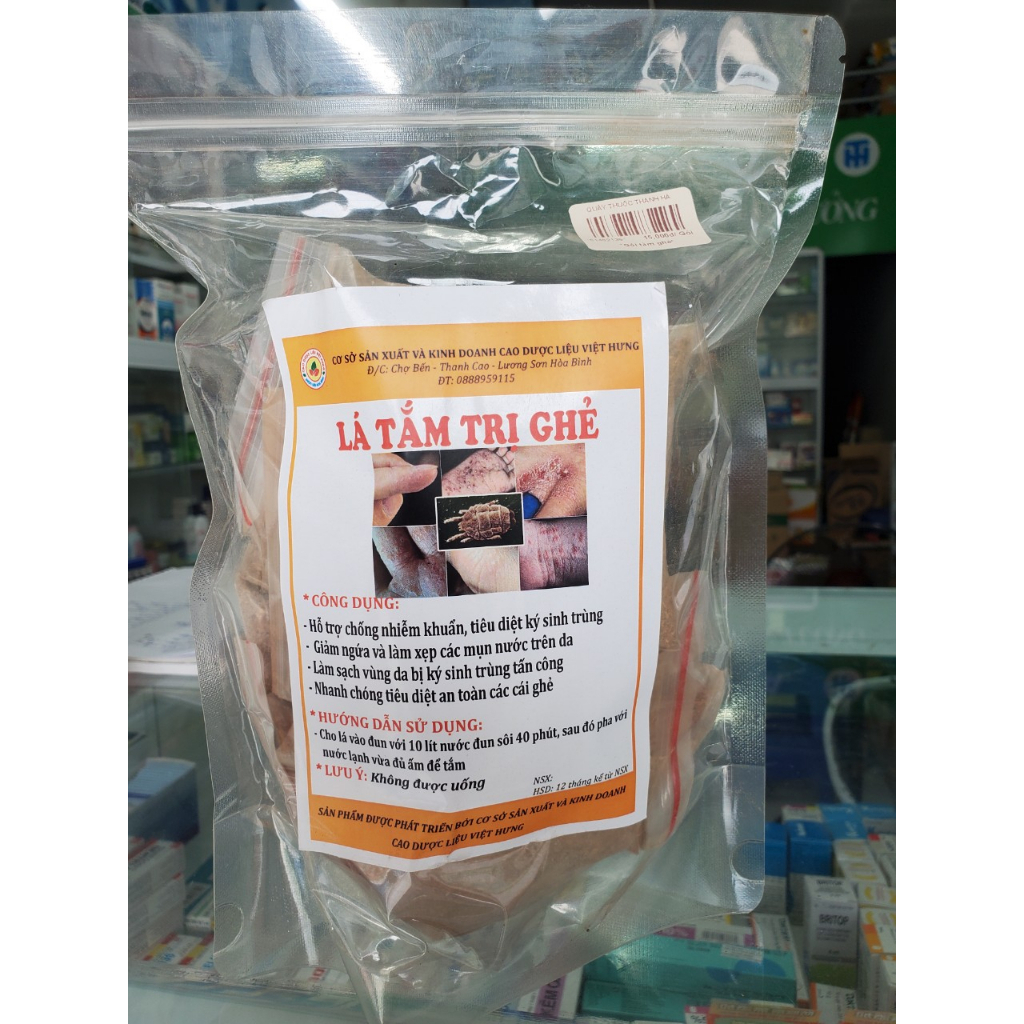 QUẦY THUỐC THANH HÀ
CƠ SỞ SẢN XUẤT VÀ KINH DOANH CAO DƯỢC LIỆU VIỆT HƯNG
Đ/C: Chợ Bến - Thanh Cao - Lương Sơn Hòa Bình
ĐT: 0888959115
LÁ TẮM TRI GHẺ
* CÔNG DỤNG:
- Hỗ trợ chống nhiễm khuẩn, tiêu diệt ký sinh trùng
- Giảm ngứa và làm xẹp các mụn nước trên da
- Làm sạch vùng da bị ký sinh trùng tấn công
- Nhanh chóng tiêu diệt an toàn các cái ghẻ
* HƯỚNG DẪN SỬ DỤNG:
- Cho lá vào đun với 10 lít nước đun sôi 40 phút, sau đó pha với
nước lạnh vừa đủ ấm để tắm
* LƯU Ý: Không được uống
NSX:
HSD: 12 tháng kể từ NSX
SẢN PHẨM ĐƯỢC PHÁT TRIỂN BỞI CƠ SỞ SẢN XUẤT VÀ KINH DOANH
CAO DƯỢC LIỆU VIỆT HƯNG
BRITOP